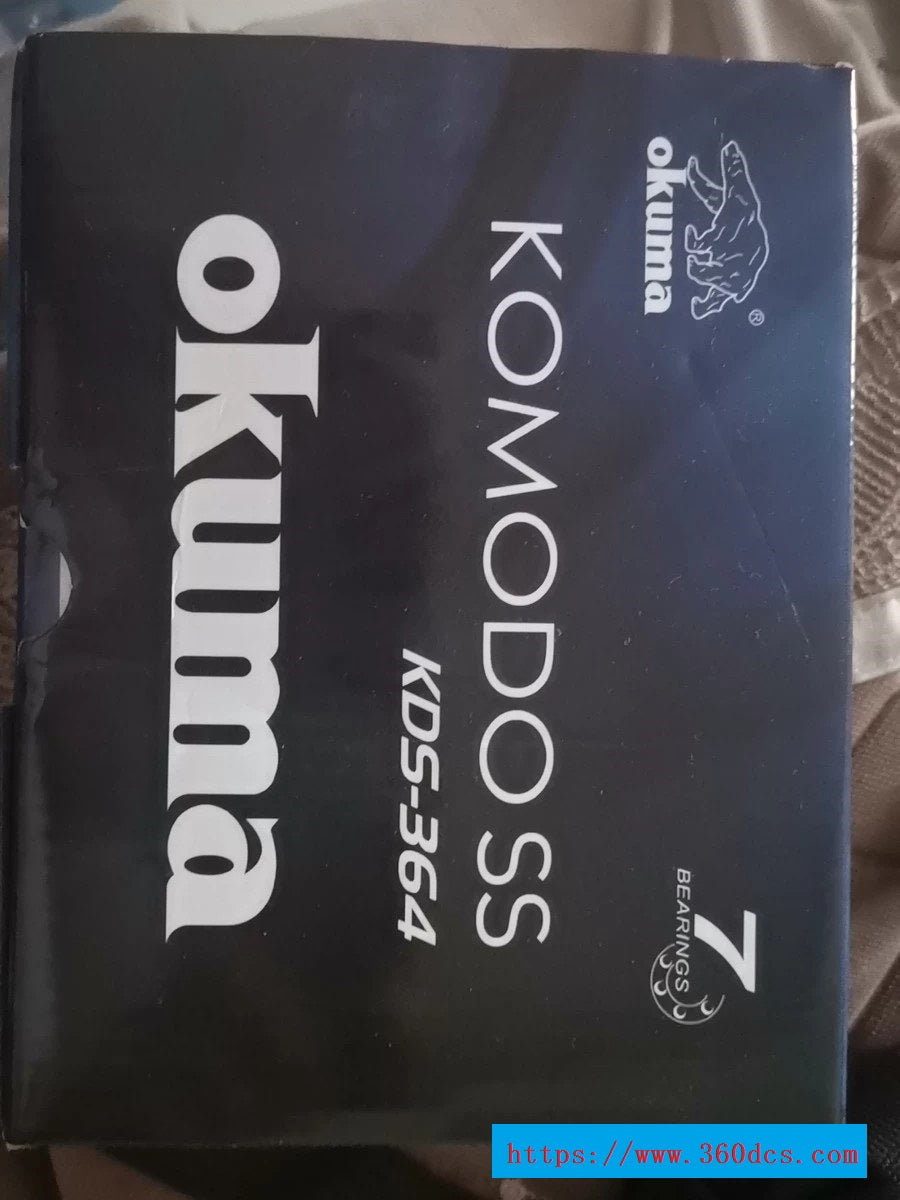 okuma
®
7
BEARINGS
KOMODO SS
KDS-364
okuma
https://www.360dcs.com